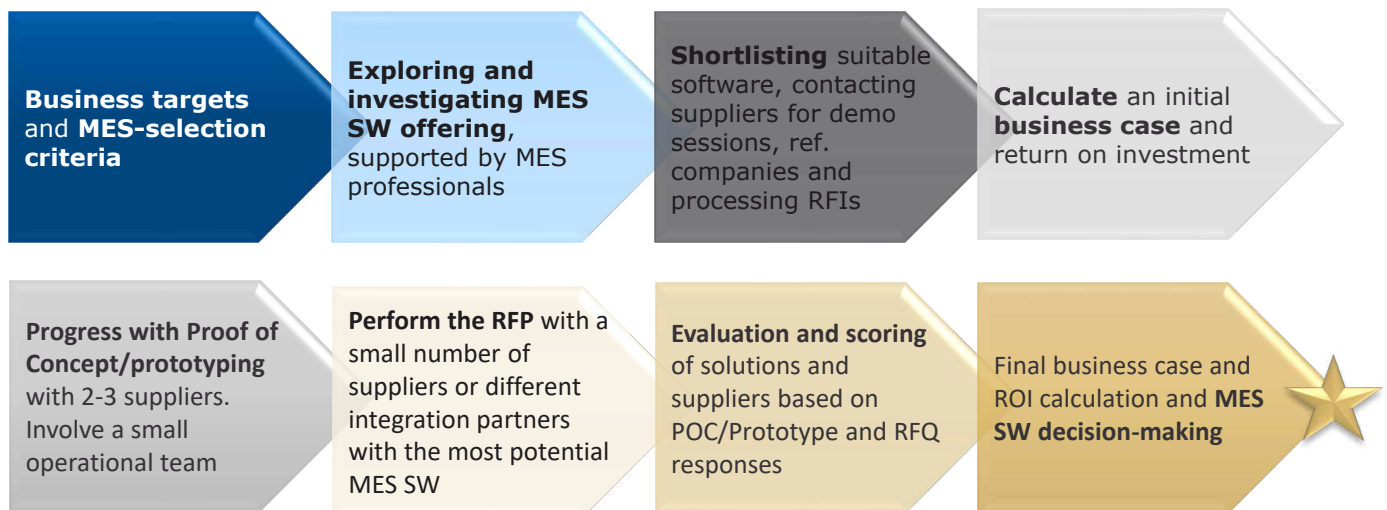 Business targets
and MES-selection
criteria
Exploring and
investigating MES
SW offering,
supported by MES
professionals
Shortlisting suitable
software, contacting
suppliers for demo
sessions, ref.
companies and
processing RFIs
Calculate an initial
business case and
return on investment
Progress with Proof of
Concept/prototyping
with 2-3 suppliers.
Involve a small
operational team
Perform the RFP with a
small number of
suppliers or different
integration partners
with the most potential
MES SW
Evaluation and scoring
of solutions and
suppliers based on
POC/Prototype and RFQ
responses
Final business case and
ROI calculation and MES
SW decision-making